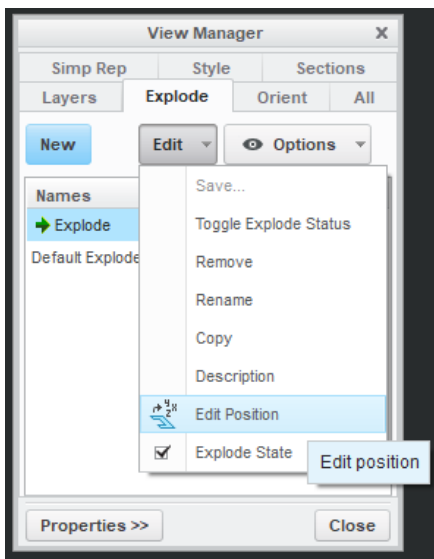 View Manager X
Simp Rep Style Sections
Layers Explode Orient All
New Edit Options
Names
Explode
Default Explode
Save...
Toggle Explode Status
Remove
Rename
Copy
Description
Edit Position
Explode State
Edit position
Properties >> Close